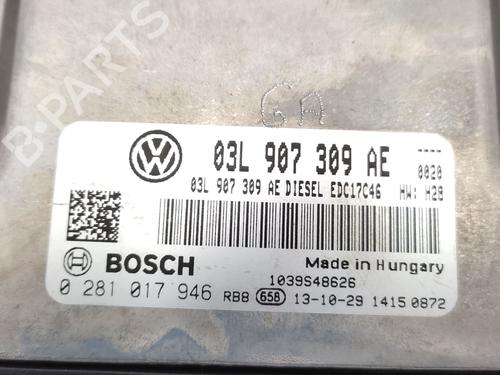 GA
03L 907 309 AE
0020
03L 907 309 AE DIESEL EDC17C46 HW: H28
BOSCH
Made in Hungary
1039S48626
0 281 017 946 RB8 658 13-10-29 1415 0872
B-PARTS